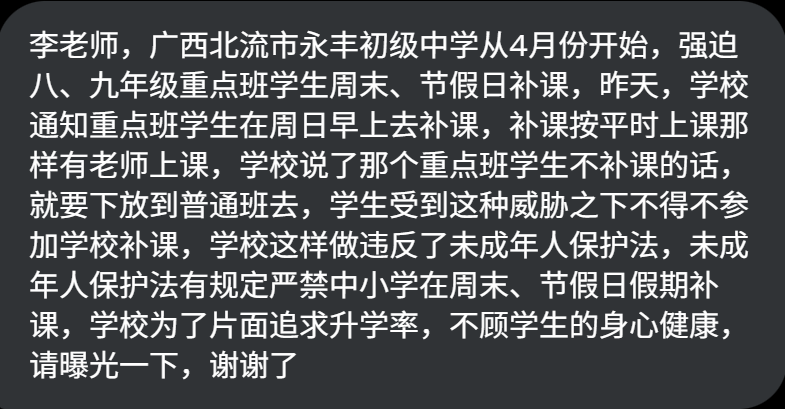 李老师，广西北流市永丰初级中学从4月份开始，强迫
八、九年级重点班学生周末、节假日补课，昨天，学校
通知重点班学生在周日早上去补课，补课按平时上课那
样有老师上课，学校说了那个重点班学生不补课的话，
就要下放到普通班去，学生受到这种威胁之下不得不参
加学校补课，学校这样做违反了未成年人保护法，未成
年人保护法有规定严禁中小学在周末、节假日假期补
课，学校为了片面追求升学率，不顾学生的身心健康，
请曝光一下，谢谢了